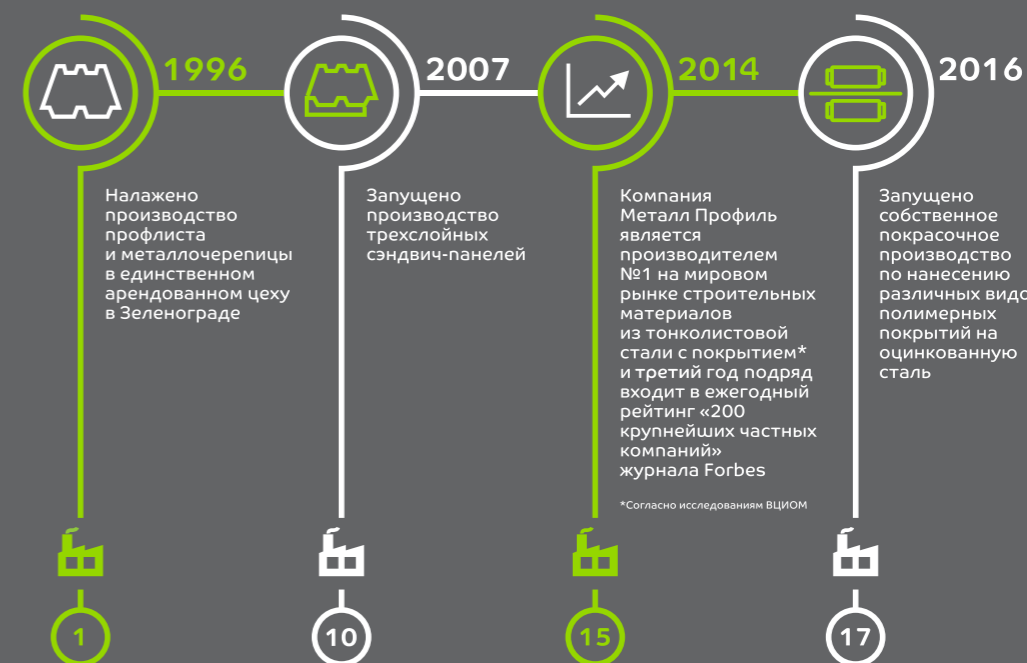 1996
Налажено
производство
профлиста
и металлочерепицы
в единственном
арендованном цеху
в Зеленограде
1
2007
Запущено
производство
трехслойных
сэндвич-панелей
10
2014
Компания
Металл Профиль
является
производителем
№1 на мировом
рынке строительных
материалов
из тонколистовой
стали с покрытием*
и третий год подряд
входит в ежегодный
рейтинг «200
крупнейших частных
компаний»
журнала Forbes
*Согласно исследованиям ВЦИОМ
15
2016
Запущено
собственное
покрасочное
производство
по нанесению
различных видо
полимерных
покрытий на
оцинкованную
сталь
17